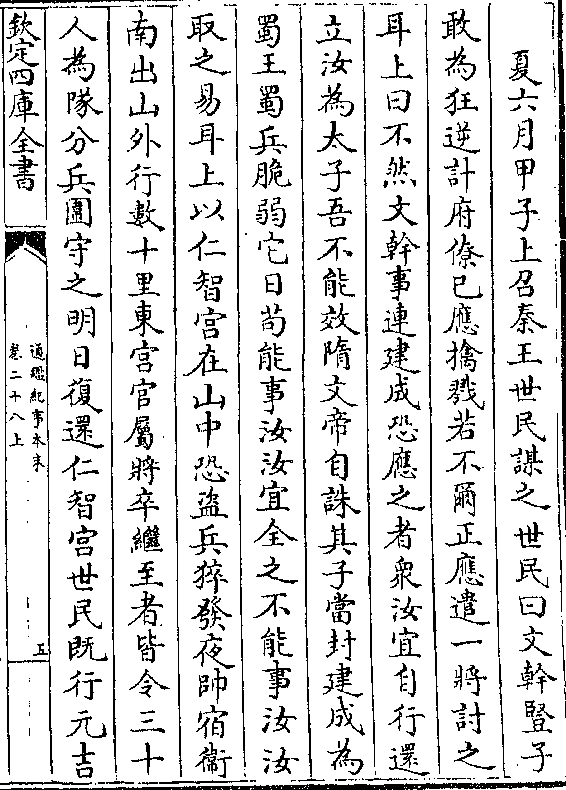 夏六月甲子上召秦王世民謀之世民曰文幹豎子
敢為狂逆計府僚已應擒戮若不爾正應遣一將討之
耳上曰不然文幹事連建成恐應之者衆汝宜自行還
立汝為太子吾不能效隋文帝自誅其子當封建成為
蜀王蜀兵脆弱它日苟能事汝汝宜全之不能事汝汝
取之易耳上以仁智宫在山中恐盗兵猝發夜帥宿衞
南出山外行數十里東宫官屬將卒繼至者皆令三十
人為隊分兵圍守之明日復還仁智宫世民既行元吉
欽定四庫全書
通鑑紀事本末
卷二十八上
五